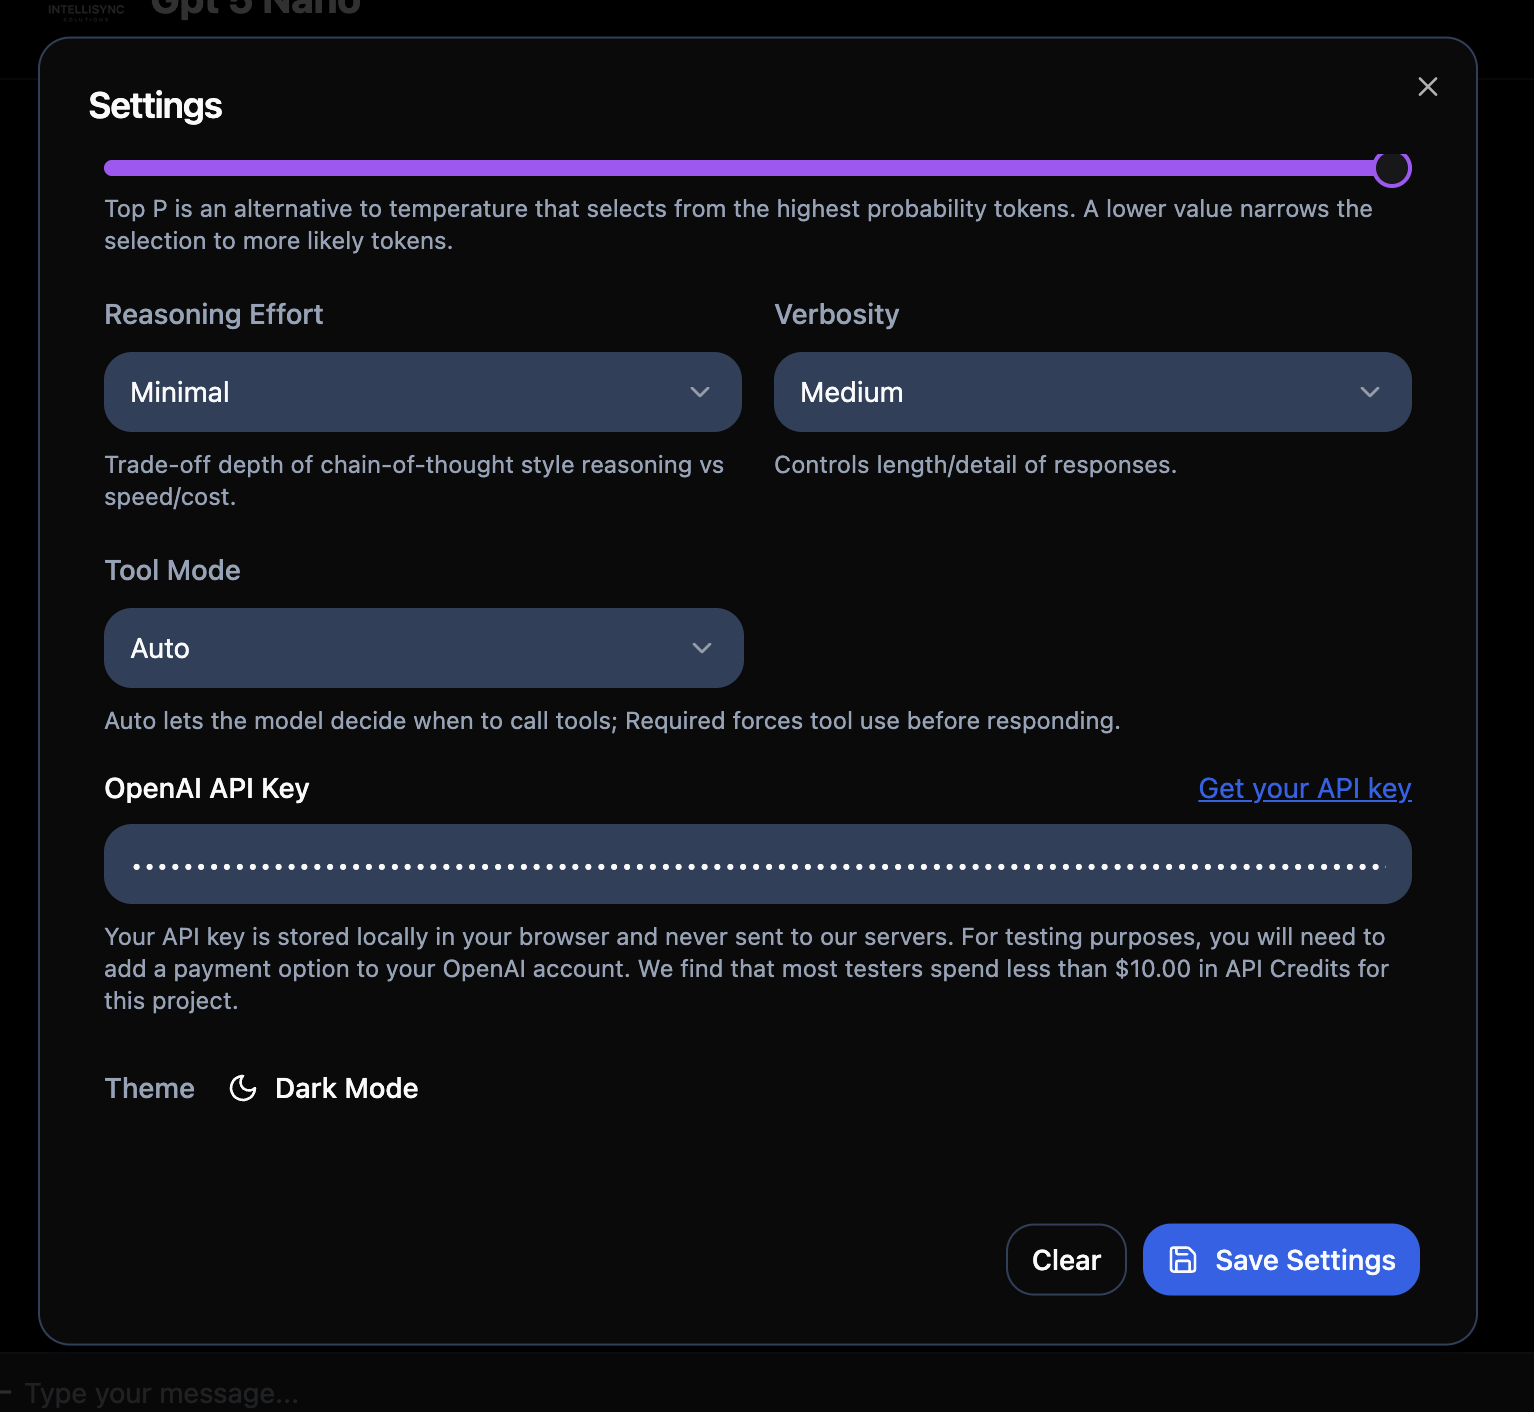 INTELLISYNC
SOLUTIONS
Gpt 5 Nano
Settings
Top P is an alternative to temperature that selects from the highest probability tokens. A lower value narrows the
selection to more likely tokens.
Reasoning Effort
Verbosity
Minimal
Medium
Trade-off depth of chain-of-thought style reasoning vs
speed/cost.
Controls length/detail of responses.
Tool Mode
Auto
Auto lets the model decide when to call tools; Required forces tool use before responding.
OpenAI API Key
Get your API key
Your API key is stored locally in your browser and never sent to our servers. For testing purposes, you will need to
add a payment option to your OpenAI account. We find that most testers spend less than $10.00 in API Credits for
this project.
Theme
Dark Mode
Clear
Save Settings
Type your message...